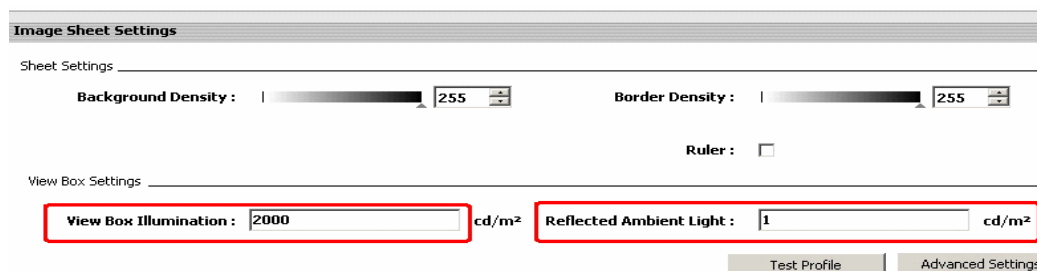 Image Sheet Settings
Sheet Settings
Background Density : 255 Border Density : 255
Ruler :
View Box Settings
View Box Illumination : 2000 cd/m² Reflected Ambient Light : 1 cd/m²
Test Profile Advanced Settings